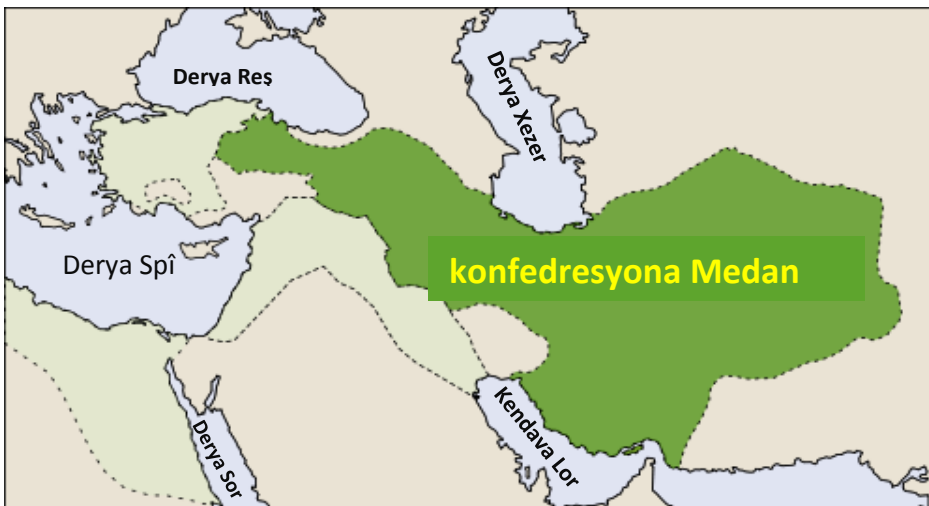 Derya Reş
Derya Xezer
Derya Spî
konfedresyona Medan
Derya Sor
Kendava Lor